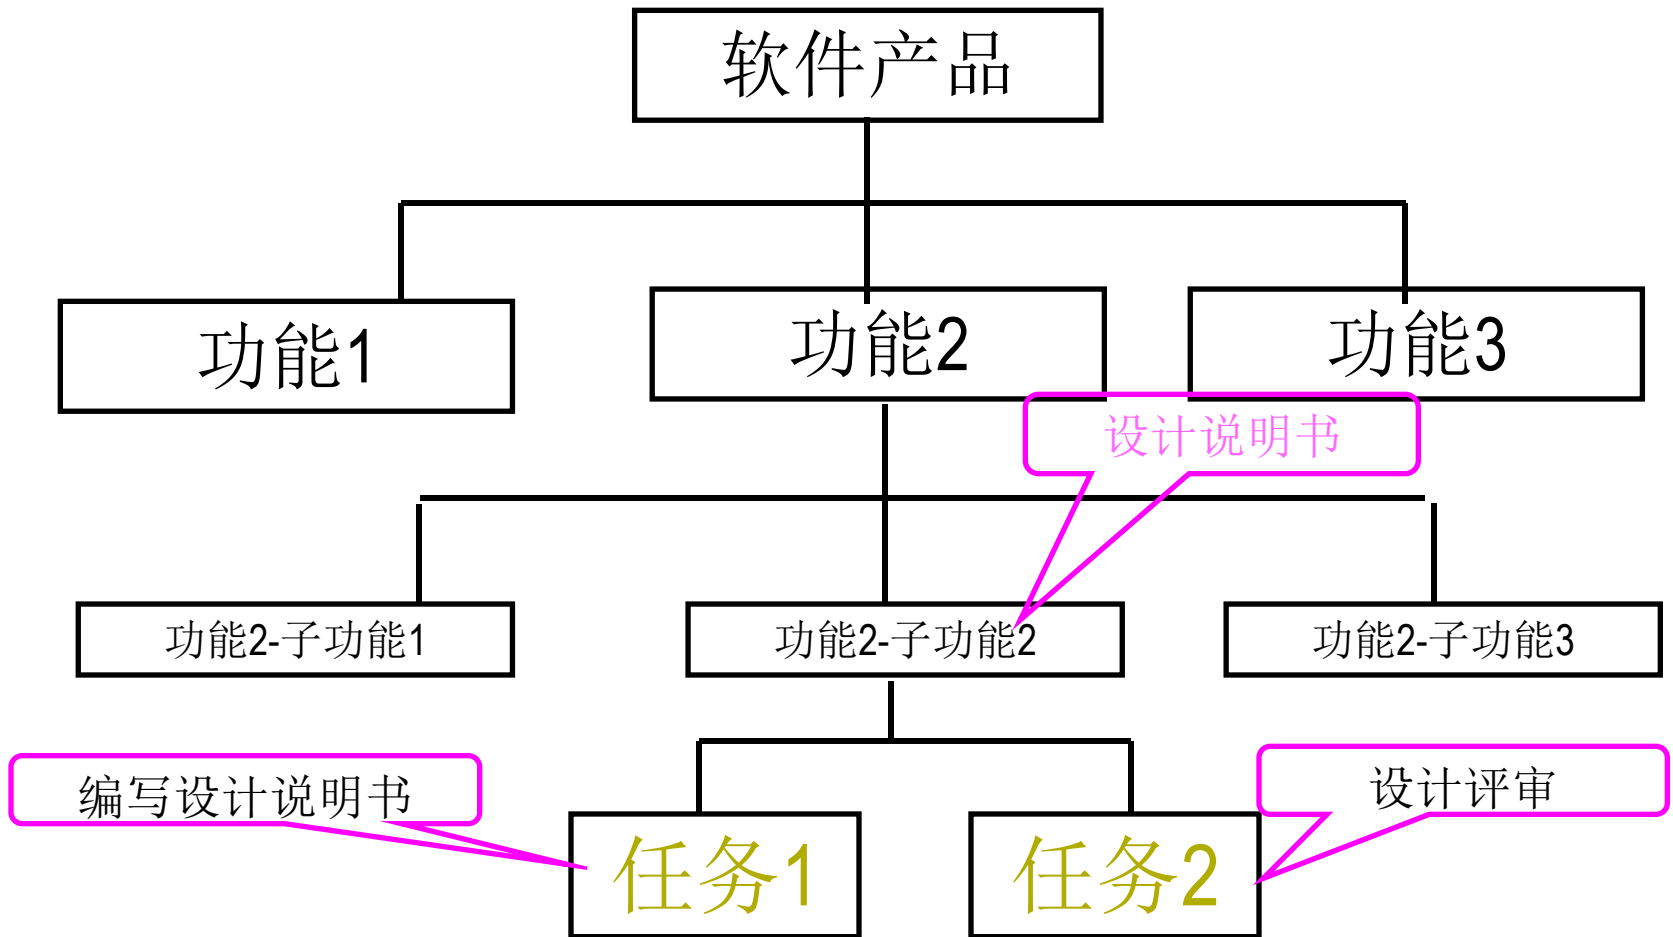 软件产品
功能1
功能2
功能3
设计说明书
功能2-子功能1
功能2-子功能2
功能2-子功能3
编写设计说明书
设计评审
任务1
任务2